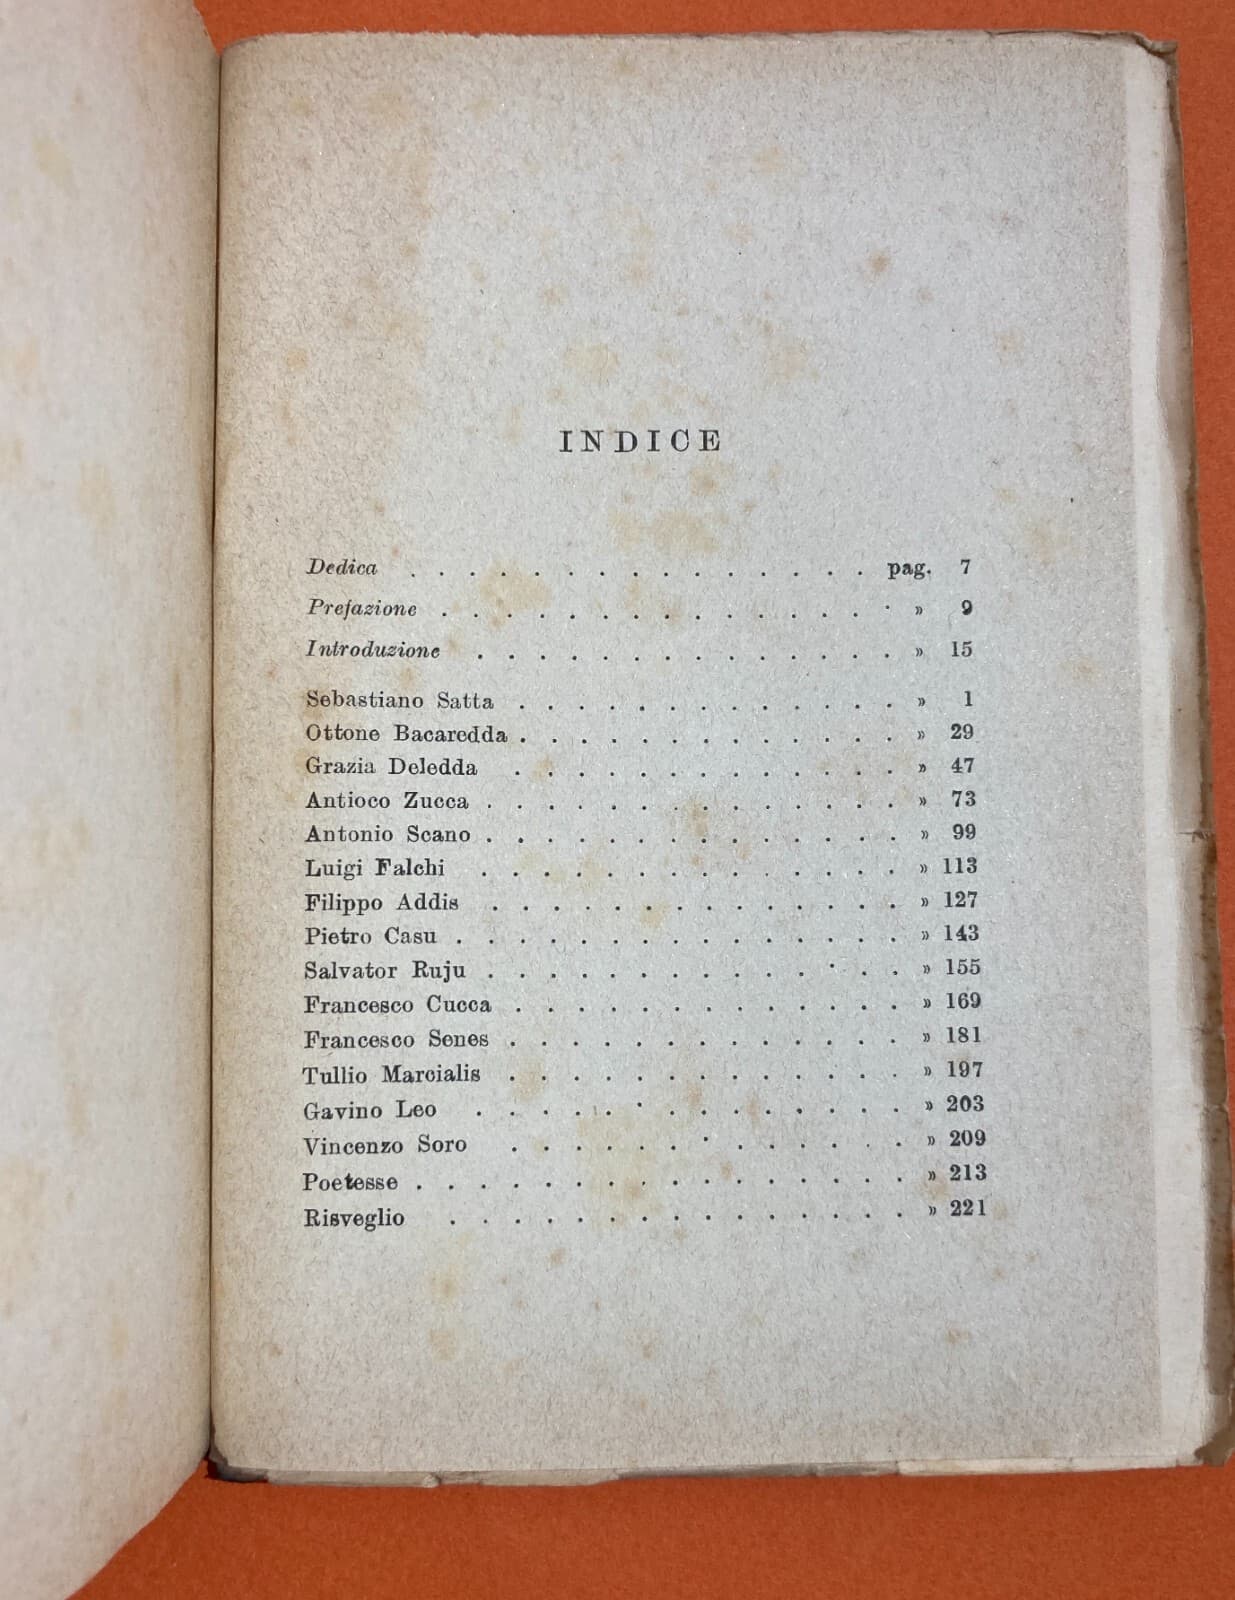 INDICE
Dedica . . . . . . . . . . . . . . . pag. 7
Prefazione . . . . . . . . . . . . . . . » 9
Introduzione . . . . . . . . . . . . . . » 15
Sebastiano Satta . . . . . . . . . . . . . » 1
Ottone Bacaredda . . . . . . . . . . . . . » 29
Grazia Deledda . . . . . . . . . . . . . » 47
Antioco Zucca . . . . . . . . . . . . . . » 73
Antonio Scano . . . . . . . . . . . . . . » 99
Luigi Falchi . . . . . . . . . . . . . . » 113
Filippo Addis . . . . . . . . . . . . . . » 127
Pietro Casu . . . . . . . . . . . . . . . » 143
Salvator Ruju . . . . . . . . . . . . . . » 155
Francesco Cucca . . . . . . . . . . . . . » 169
Francesco Senes . . . . . . . . . . . . . » 181
Tullio Marcialis . . . . . . . . . . . . . » 197
Gavino Leo . . . . . . . . . . . . . . » 203
Vincenzo Soro . . . . . . . . . . . . . » 209
Poetesse . . . . . . . . . . . . . . . . » 213
Risveglio . . . . . . . . . . . . . . . » 221